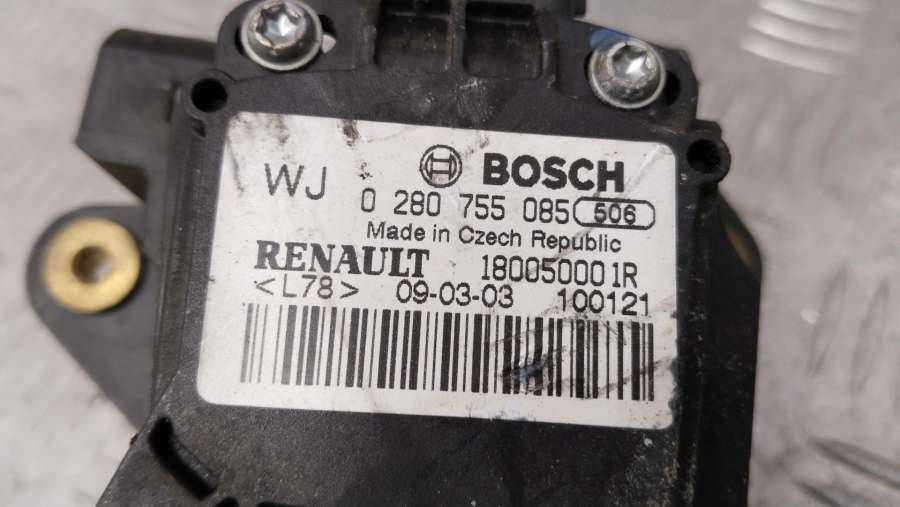 WJ BOSCH
0 280 755 085 506
Made in Czech Republic
RENAULT 180050001R
<L78> 09-03-03 100121